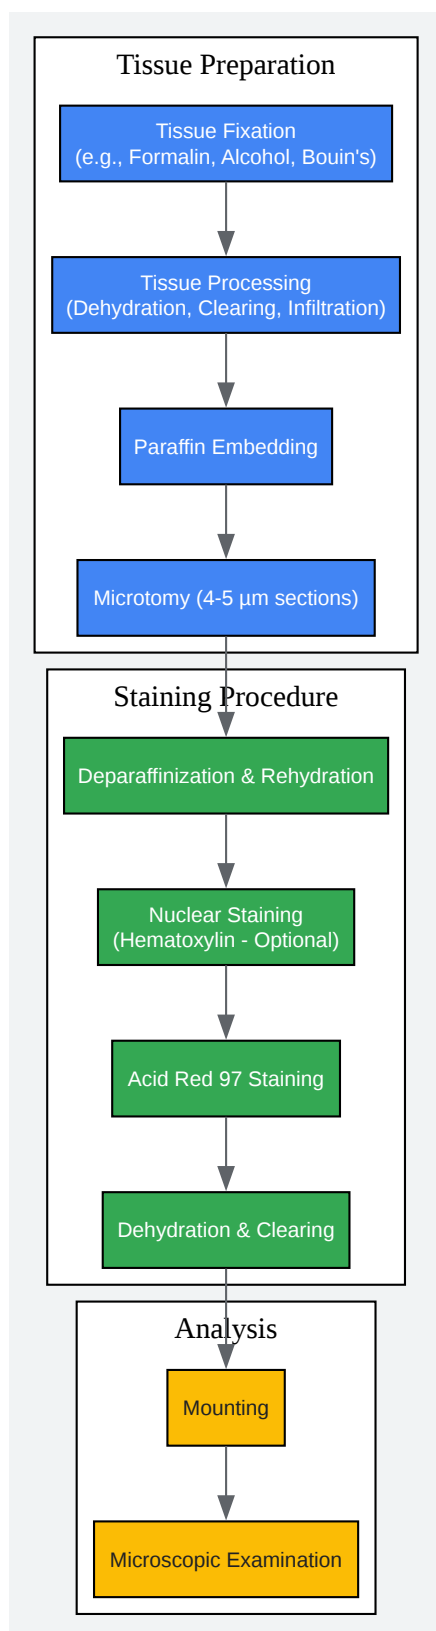 Tissue Preparation
Tissue Fixation
(e.g., Formalin, Alcohol, Bouin's)
Tissue Processing
(Dehydration, Clearing, Infiltration)
Paraffin Embedding
Microtomy (4-5 µm sections)
Staining Procedure
Deparaffinization & Rehydration
Nuclear Staining
(Hematoxylin - Optional)
Acid Red 97 Staining
Dehydration & Clearing
Analysis
Mounting
Microscopic Examination